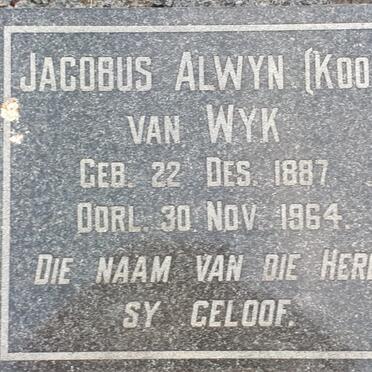 JACOBUS ALWYN (KOO
VAN WYK
GEB. 22 DES. 1887
OORL. 30 NOV 1964.
DIE NAAM VAN DIE HERE
SY GELOOF.